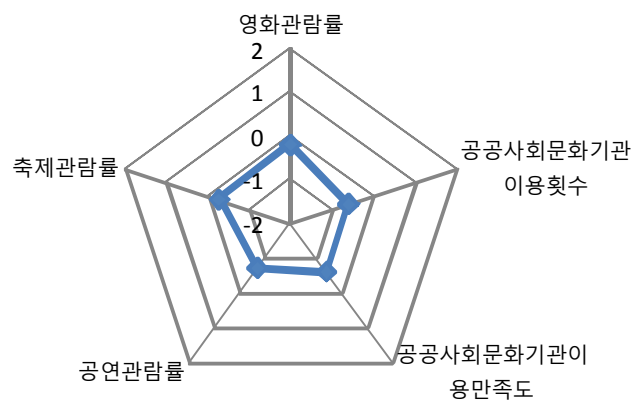 영화관람률
2
1
0
-1
-2
공공사회문화기관
이용횟수
공공사회문화기관이
용만족도
공연관람률
축제관람률